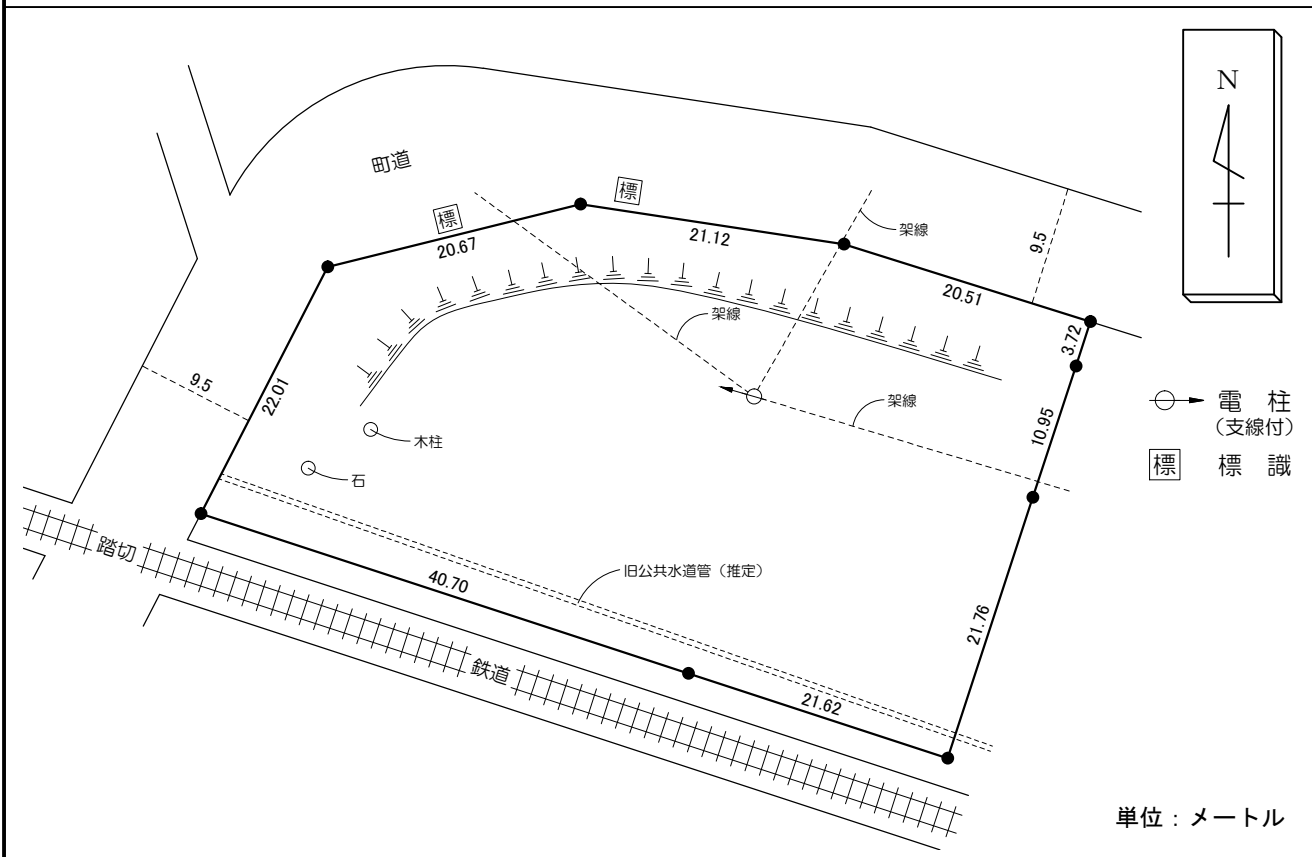 N
町道
標
標
20.67
21.12
架線
9.5
20.51
架線
3.72
9.5
22.01
架線
10.95
電 柱
(支線付)
標 標 識
木柱
石
踏切
旧公共水道管（推定）
40.70
21.76
鉄道
21.62
単位：メートル